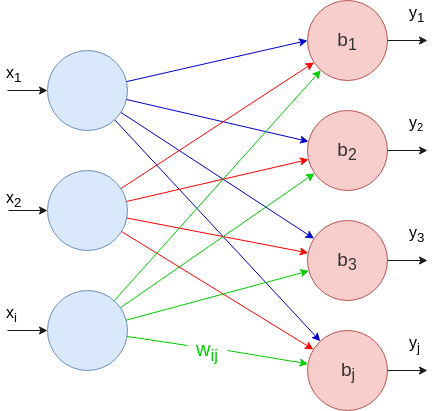 x₁
x₂
xᵢ
wᵢⱼ
b₁
b₂
b₃
bⱼ
y₁
y₂
y₃
yⱼ